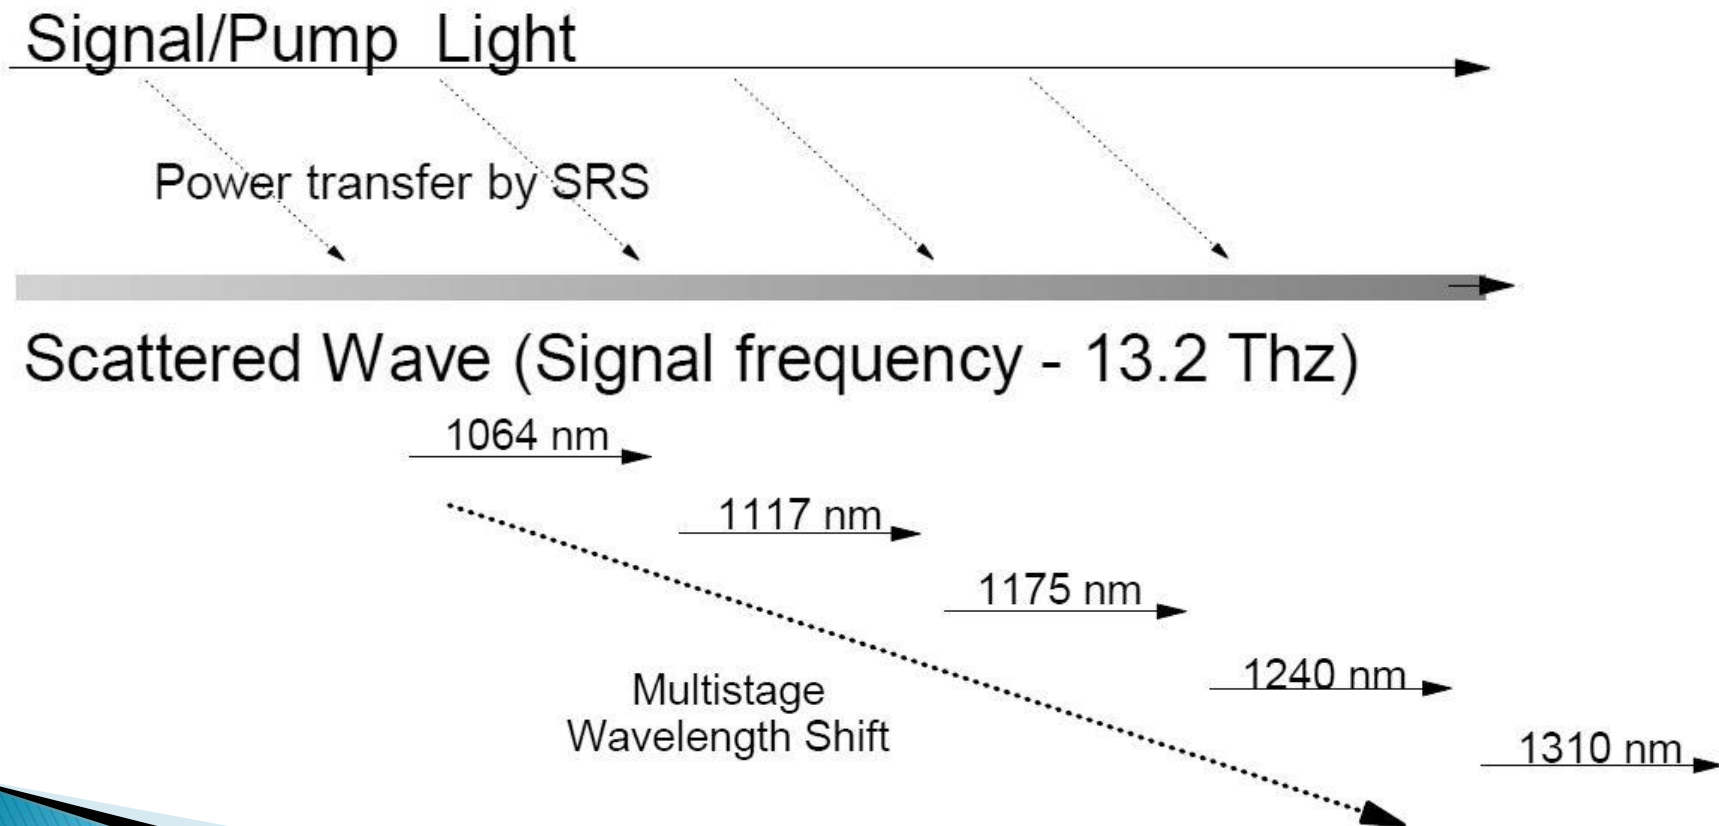 Signal/Pump Light
Power transfer by SRS
Scattered Wave (Signal frequency - 13.2 Thz)
1064 nm
1117 nm
1175 nm
1240 nm
1310 nm
Multistage
Wavelength Shift